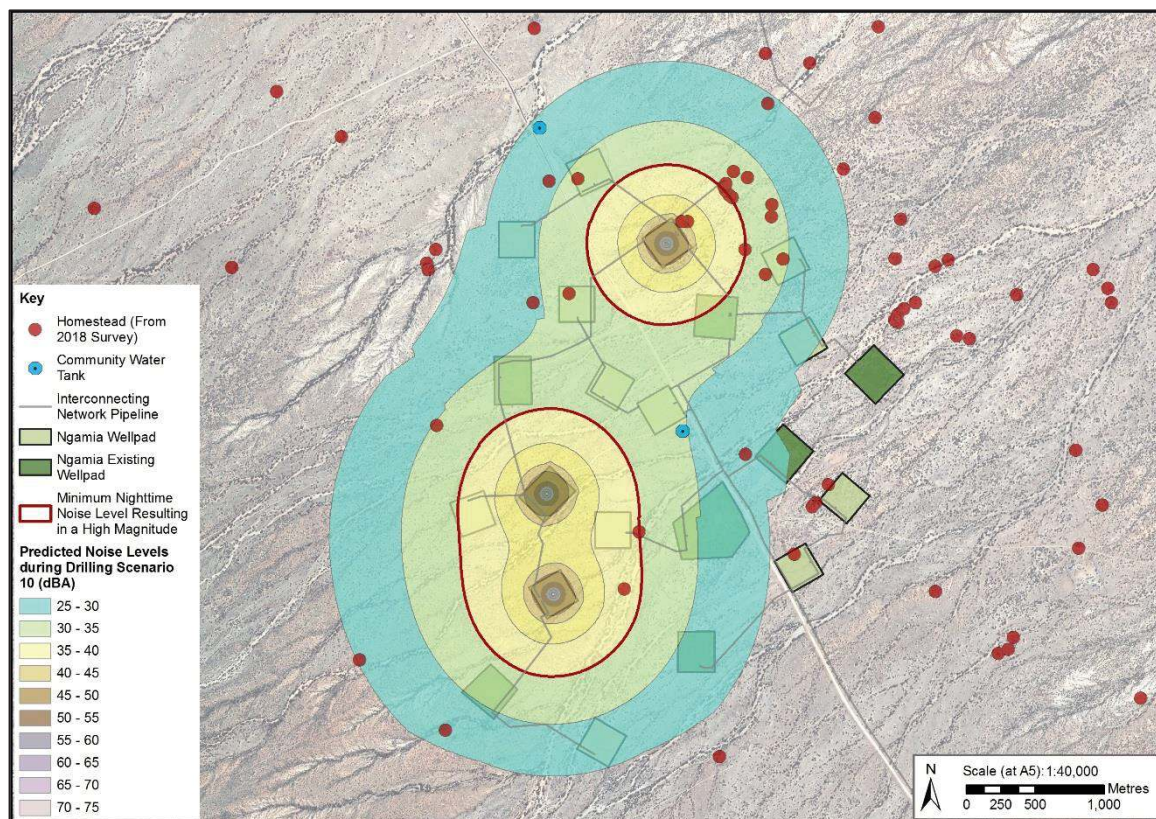 Key
Homestead (From
2018 Survey)
Community Water
Tank
Interconnecting
Network Pipeline
Ngamia Wellpad
Ngamia Existing
Wellpad
Minimum Nighttime
Noise Level Resulting
in a High Magnitude
Predicted Noise Levels
during Drilling Scenario
10 (dBA)
25 - 30
30 - 35
35 - 40
40 - 45
45 - 50
50 - 55
55 - 60
60 - 65
65 - 70
70 - 75
N
Scale (at A5): 1:40,000
Metres
0 250 500 1,000